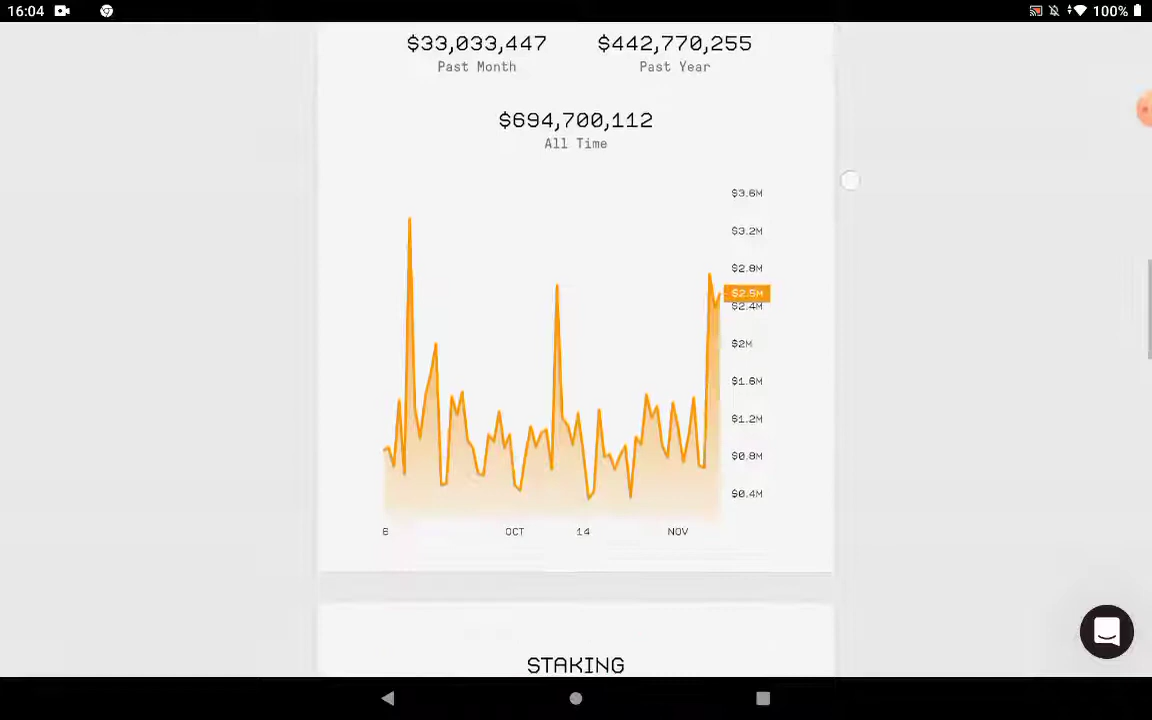 16:04
100%
$33,033,447 $442,770,255
Past Month Past Year
$694,700,112
All Time
$3.6M
$3.2M
$2.8M
$2.5M
$2.4M
$2M
$1.6M
$1.2M
$0.8M
$0.4M
6 OCT 14 NOV
STAKING